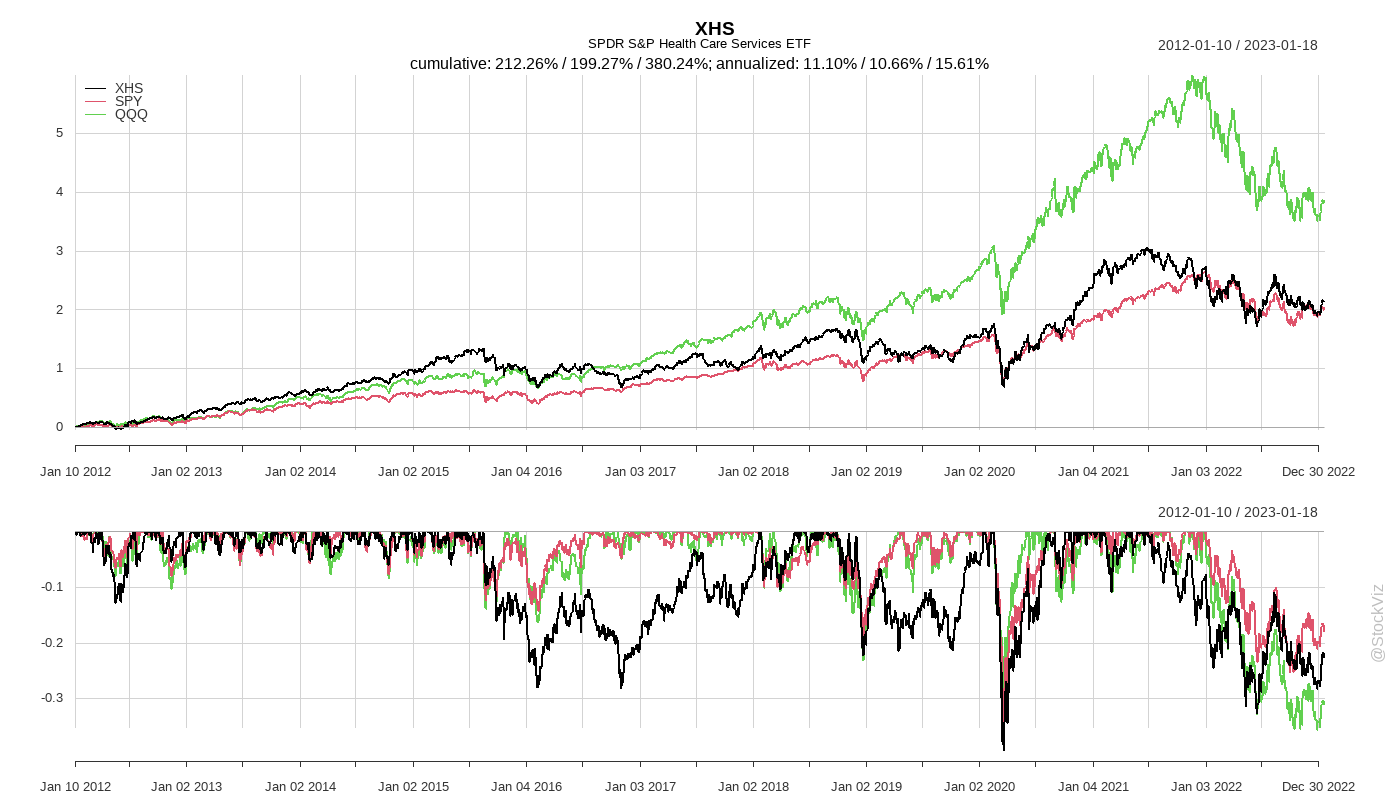 XHS
SPDR S&P Health Care Services ETF
2012-01-10 / 2023-01-18
cumulative: 212.26% / 199.27% / 380.24%; annualized: 11.10% / 10.66% / 15.61%
XHS
SPY
QQQ
5
4
3
2
1
0
Jan 10 2012 Jan 02 2013 Jan 02 2014 Jan 02 2015 Jan 04 2016 Jan 03 2017 Jan 02 2018 Jan 02 2019 Jan 02 2020 Jan 04 2021 Jan 03 2022 Dec 30 2022
2012-01-10 / 2023-01-18
-0.1
-0.2
-0.3
@StockViz
Jan 10 2012 Jan 02 2013 Jan 02 2014 Jan 02 2015 Jan 04 2016 Jan 03 2017 Jan 02 2018 Jan 02 2019 Jan 02 2020 Jan 04 2021 Jan 03 2022 Dec 30 2022